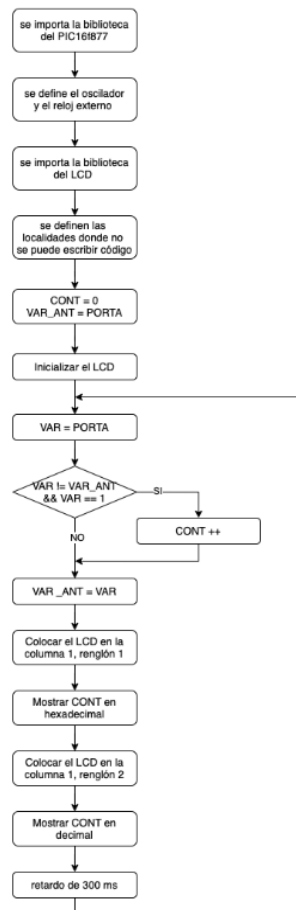 se importa la biblioteca
del PIC16f877
se define el oscilador
y el reloj externo
se importa la biblioteca
del LCD
se definen las
localidades donde no
se puede escribir código
CONT = 0
VAR_ANT = PORTA
Inicializar el LCD
VAR = PORTA
VAR != VAR_ANT
&& VAR == 1
SI
CONT ++
NO
VAR _ANT = VAR
Colocar el LCD en la
columna 1, renglón 1
Mostrar CONT en
hexadecimal
Colocar el LCD en la
columna 1, renglón 2
Mostrar CONT en
decimal
retardo de 300 ms